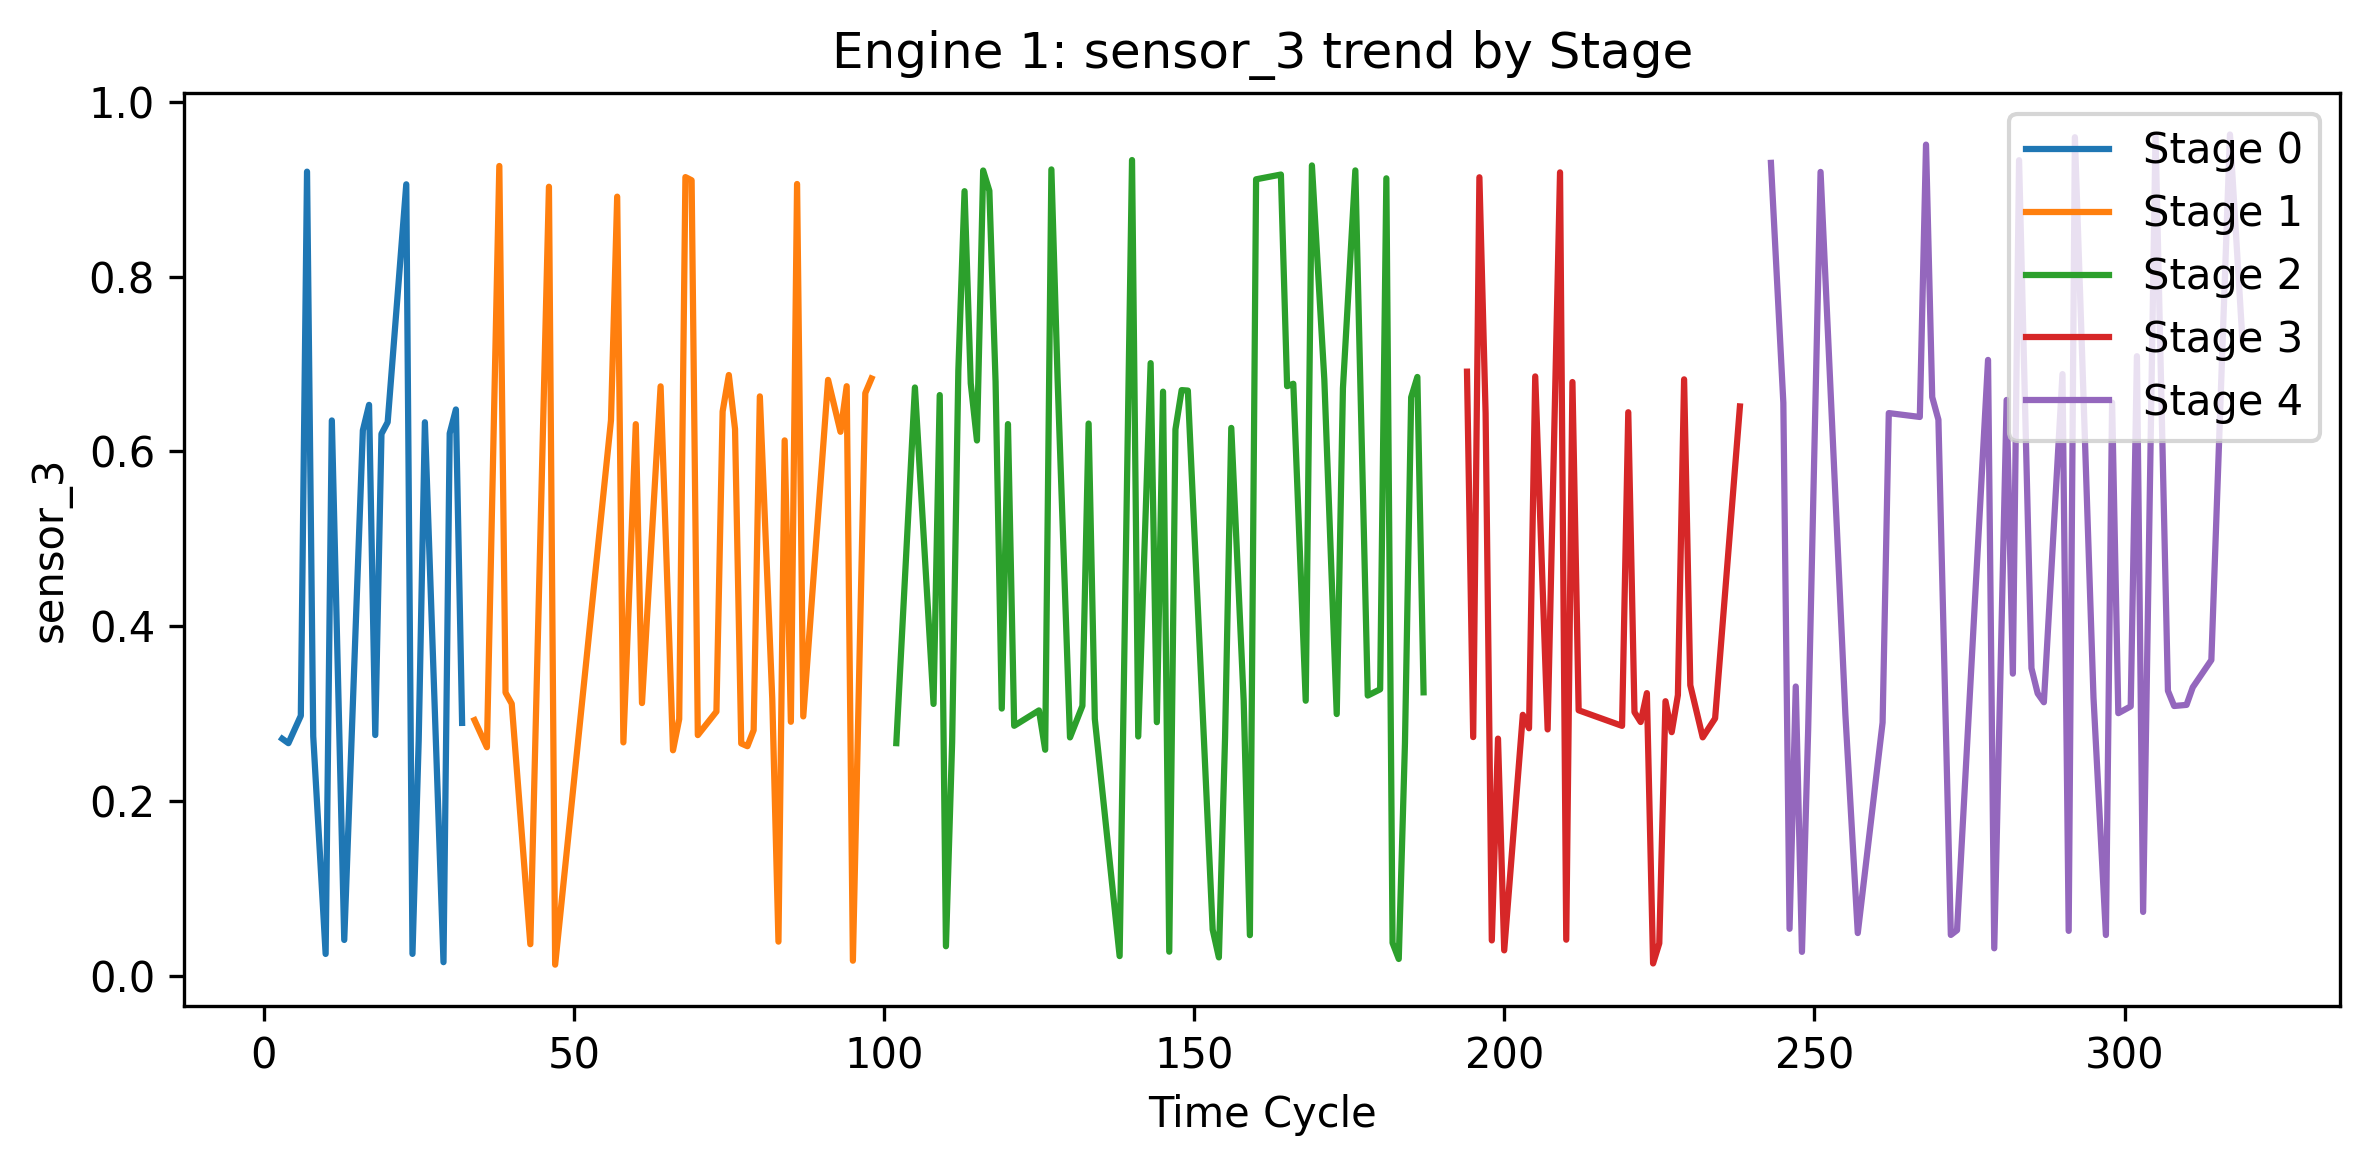 Engine 1: sensor_3 trend by Stage
1.0
0.8
0.6
0.4
0.2
0.0
sensor_3
Stage 0
Stage 1
Stage 2
Stage 3
Stage 4
0 50 100 150 200 250 300
Time Cycle